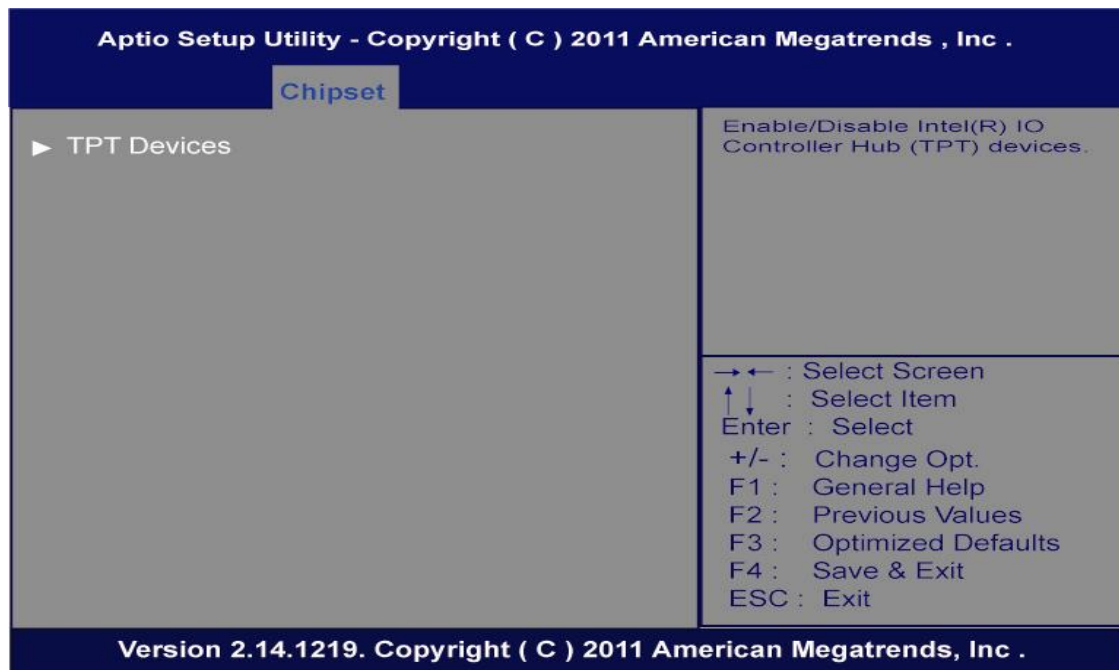 Aptio Setup Utility - Copyright ( C ) 2011 American Megatrends , Inc .
Chipset
► TPT Devices
Enable/Disable Intel(R) IO
Controller Hub (TPT) devices.
→ ← : Select Screen
↑ ↓ : Select Item
Enter : Select
+/- : Change Opt.
F1 : General Help
F2 : Previous Values
F3 : Optimized Defaults
F4 : Save & Exit
ESC : Exit
Version 2.14.1219. Copyright ( C ) 2011 American Megatrends, Inc .